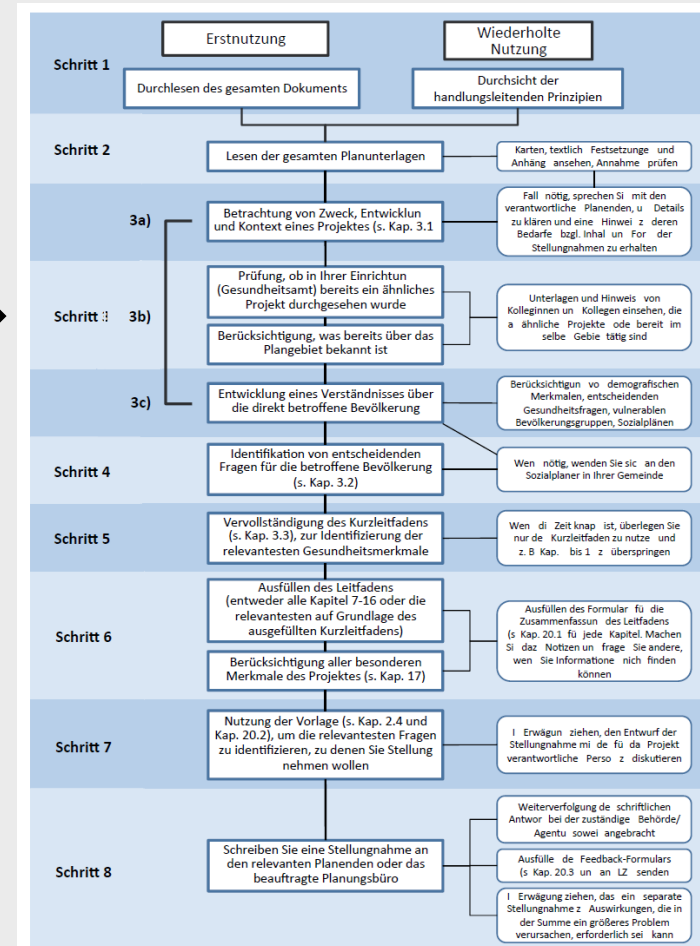 Erstnutzung
Wiederholte
Nutzung
Schritt 1
Durchlesen des gesamten Dokuments
Durchsicht der
handlungsleitenden Prinzipien
Schritt 2
Lesen der gesamten Planunterlagen
Karten, textlich Festsetzunge und
Anhäng ansehen, Annahme prüfen
3a)
Betrachtung von Zweck, Entwicklun
und Kontext eines Projektes (s. Kap. 3.1
Fall nötig, sprechen Si mit den
verantwortliche Planenden, u Details
zu klären und eine Hinwei z deren
Bedarfe bzgl. Inhal un For der
Stellungnahmen zu erhalten
Schritt 3b)
Prüfung, ob in Ihrer Einrichtun
(Gesundheitsamt) bereits ein ähnliches
Projekt durchgesehen wurde
Berücksichtigung, was bereits über das
Plangebiet bekannt ist
Unterlagen und Hinweis von
Kolleginnen un Kollegen einsehen, die
a ähnliche Projekte ode bereit im
selbe Gebie tätig sind
3c)
Entwicklung eines Verständnisses über
die direkt betroffene Bevölkerung
Berücksichtigun vo demografischen
Merkmalen, entscheidenden
Gesundheitsfragen, vulnerablen
Bevölkerungsgruppen, Sozialplänen
Schritt 4
Identifikation von entscheidenden
Fragen für die betroffene Bevölkerung
(s. Kap. 3.2)
Wen nötig, wenden Sie sic an den
Sozialplaner in Ihrer Gemeinde
Schritt 5
Vervollständigung des Kurzleitfadens
(s. Kap. 3.3), zur Identifizierung der
relevantesten Gesundheitsmerkmale
Wen di Zeit knap ist, überlegen Sie
nur de Kurzleitfaden zu nutze und
z. B Kap. bis 1 z überspringen
Schritt 6
Ausfüllen des Leitfadens
(entweder alle Kapitel 7-16 oder die
relevantesten auf Grundlage des
ausgefüllten Kurzleitfadens)
Berücksichtigung aller besonderen
Merkmale des Projektes (s. Kap. 17)
Ausfüllen des Formular fü die
Zusammenfassun des Leitfadens
(s Kap. 20.1 fü jede Kapitel. Machen
Si daz Notizen un frage Sie andere,
wen Sie Informatione nich finden
können
Schritt 7
Nutzung der Vorlage (s. Kap. 2.4 und
Kap. 20.2), um die relevantesten Fragen
zu identifizieren, zu denen Sie Stellung
nehmen wollen
I Erwägun ziehen, den Entwurf der
Stellungnahme mi de fü da Projekt
verantwortliche Perso z diskutieren
Schritt 8
Schreiben Sie eine Stellungnahme an
den relevanten Planenden oder das
beauftragte Planungsbüro
Weiterverfolgung de schriftlichen
Antwor bei der zuständige Behörde/
Agentu sowei angebracht
Ausfülle de Feedback-Formulars
(s Kap. 20.3 un an LZ senden
I Erwägung ziehen, das ein separate
Stellungnahme z Auswirkungen, die in
der Summe ein größeres Problem
verursachen, erforderlich sei kann